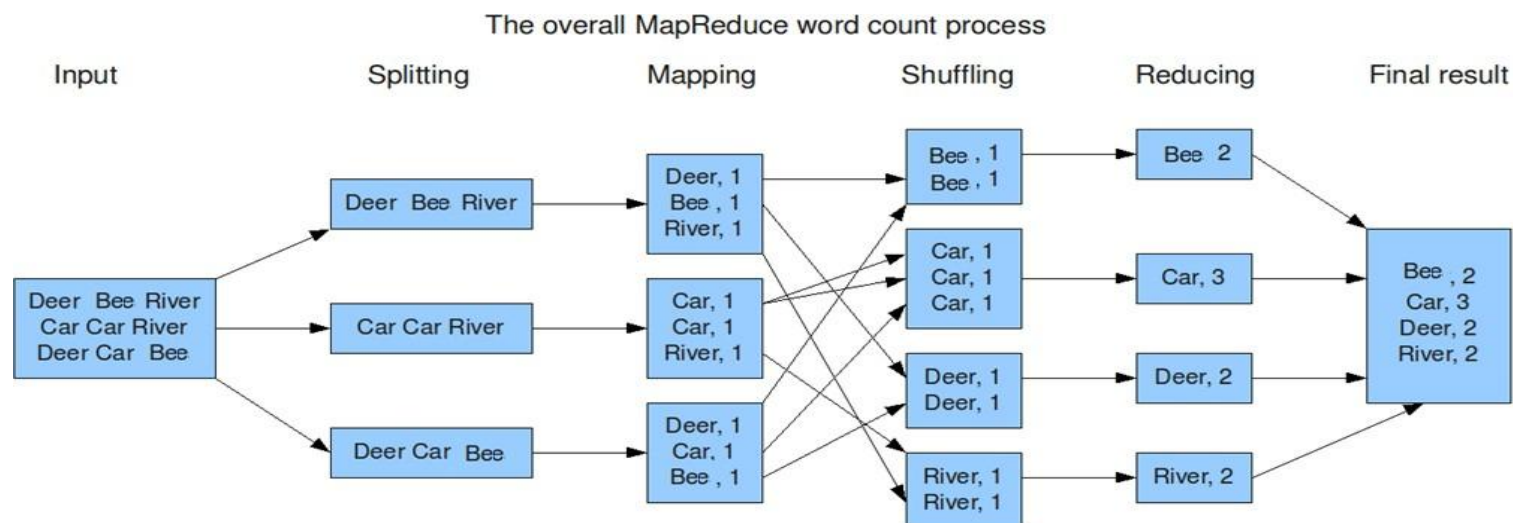 The overall MapReduce word count process
Input
Splitting
Mapping
Shuffling
Reducing
Final result
Deer Bee River
Car Car River
Deer Car Bee
Deer Bee River
Car Car River
Deer Car Bee
Deer, 1
Bee , 1
River, 1
Car, 1
Car, 1
River, 1
Deer, 1
Car, 1
Bee , 1
Bee , 1
Bee , 1
Car, 1
Car, 1
Car, 1
Deer, 1
Deer, 1
River, 1
River, 1
Bee 2
Car, 3
Deer, 2
River, 2
Bee , 2
Car, 3
Deer, 2
River, 2